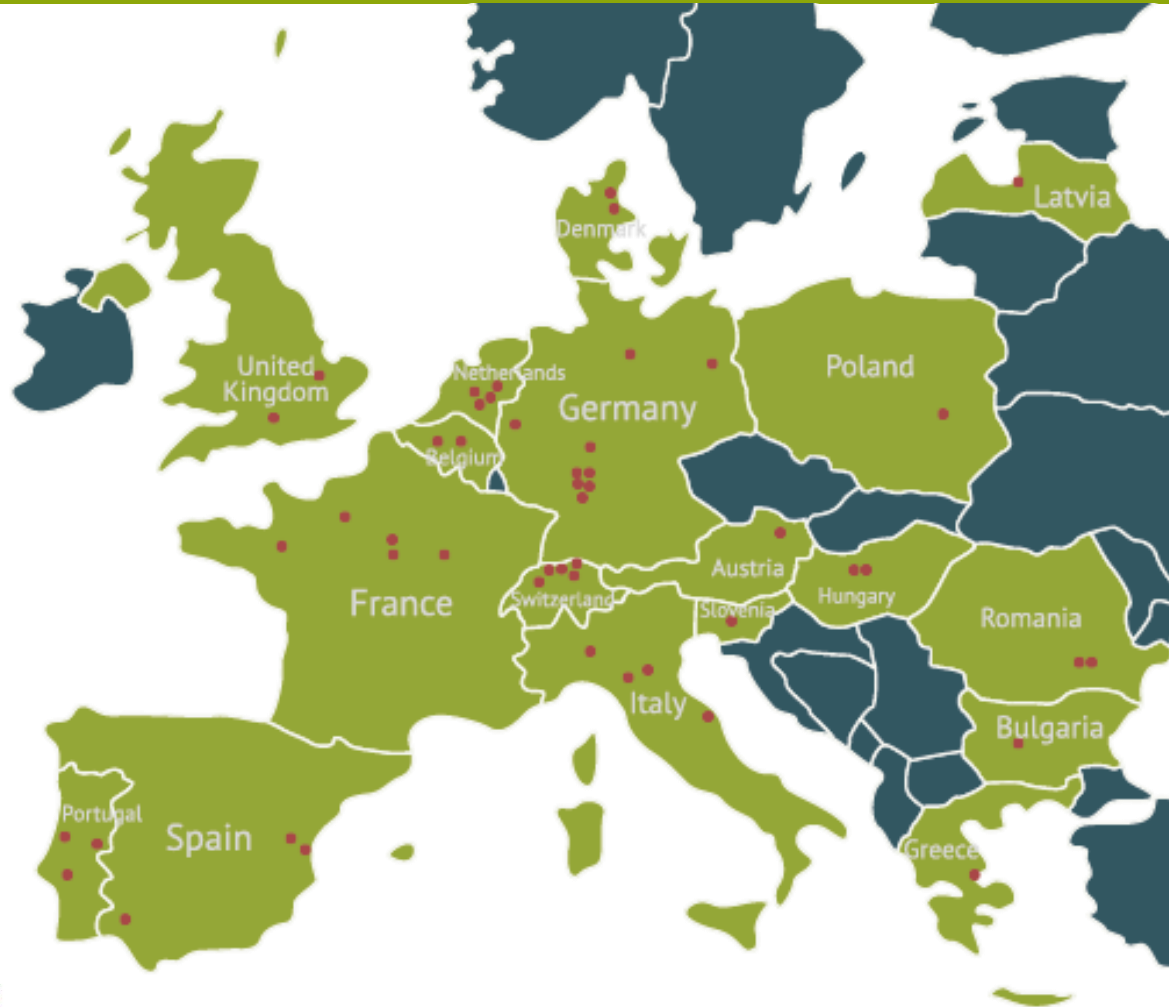 Latvia
Denmark
United
Kingdom
Netherlands
Poland
Germany
Belgium
Austria
France
Switzerland
Hungary
Slovenia
Romania
Italy
Bulgaria
Portugal
Spain
Greece